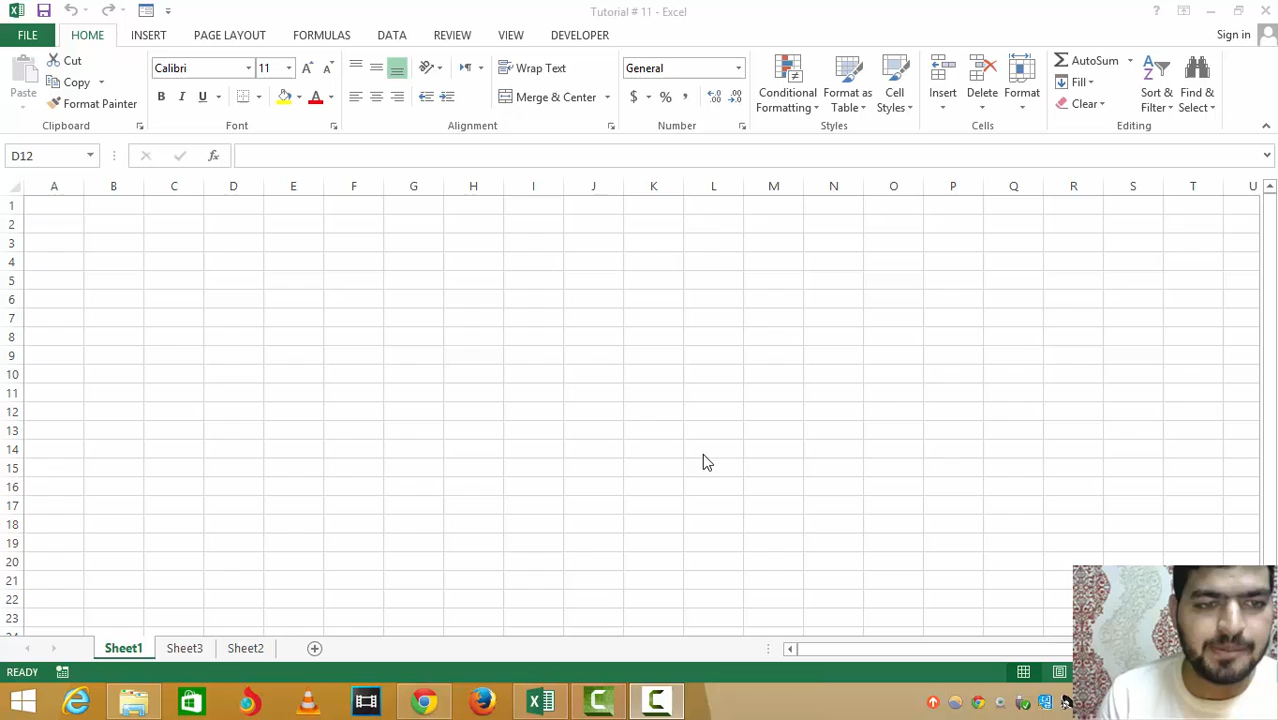 Tutorial # 11 - Excel
?
FILE HOME INSERT PAGE LAYOUT FORMULAS DATA REVIEW VIEW DEVELOPER Sign in
Paste Cut Copy Format Painter
Calibri 11
B I U A
Wrap Text
Merge & Center
General
$ % ,
Conditional Formatting Format as Table Cell Styles
Insert Delete Format
AutoSum Fill Clear
Sort & Filter Find & Select
Clipboard Font Alignment Number Styles Cells Editing
D12 fx
A B C D E F G H I J K L M N O P Q R S T U
1
2
3
4
5
6
7
8
9
10
11
12
13
14
15
16
17
18
19
20
21
22
23
Sheet1 Sheet3 Sheet2
READY